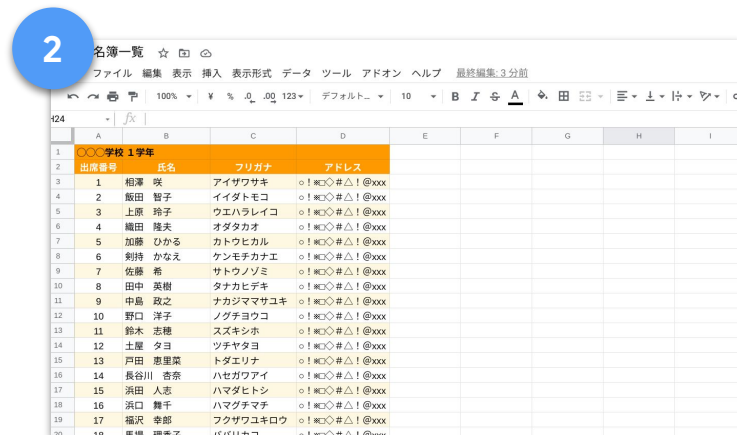 2
名簿一覧
ファイル 編集 表示 挿入 表示形式 データ ツール アドオン ヘルプ 最終編集: 3 分前
100% ¥ % .0 .00 123 デフォルト... 10 B I S A
H24 fx
A B C D E F G H I
1 〇〇〇学校 1学年
2 出席番号 氏名 フリガナ アドレス
3 1 相澤 咲 アイザワサキ ○!※□◇#△!@xxx
4 2 飯田 智子 イイダトモコ ○!※□◇#△!@xxx
5 3 上原 玲子 ウエハラレイコ ○!※□◇#△!@xxx
6 4 織田 隆夫 オダタカオ ○!※□◇#△!@xxx
7 5 加藤 ひかる カトウヒカル ○!※□◇#△!@xxx
8 6 剣持 かなえ ケンモチカナエ ○!※□◇#△!@xxx
9 7 佐藤 希 サトウノゾミ ○!※□◇#△!@xxx
10 8 田中 英樹 タナカヒデキ ○!※□◇#△!@xxx
11 9 中島 政之 ナカジママサユキ ○!※□◇#△!@xxx
12 10 野口 洋子 ノグチヨウコ ○!※□◇#△!@xxx
13 11 鈴木 志穂 スズキシホ ○!※□◇#△!@xxx
14 12 土屋 タヨ ツチヤタヨ ○!※□◇#△!@xxx
15 13 戸田 恵里菜 トダエリナ ○!※□◇#△!@xxx
16 14 長谷川 杏奈 ハセガワアイ ○!※□◇#△!@xxx
17 15 浜田 人志 ハマダヒトシ ○!※□◇#△!@xxx
18 16 浜口 舞千 ハマグチマチ ○!※□◇#△!@xxx
19 17 福沢 幸郎 フクザワユキロウ ○!※□◇#△!@xxx
20 18 馬場